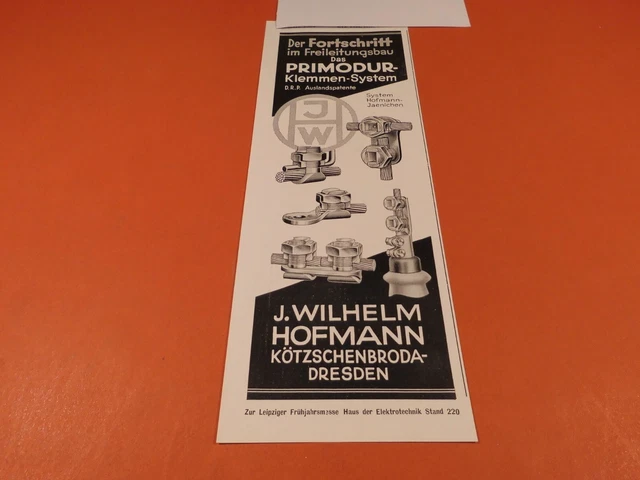 Der Fortschritt
im Freileitungsbau
Das
PRIMODUR-
Klemmen-System
D.R.P. Auslandspatente
System
Hofmann-
Jaenichen
J
H
W
J. WILHELM
HOFMANN
KÖTZSCHENBRODA-
DRESDEN
Zur Leipziger Frühjahrsmesse Haus der Elektrotechnik Stand 220